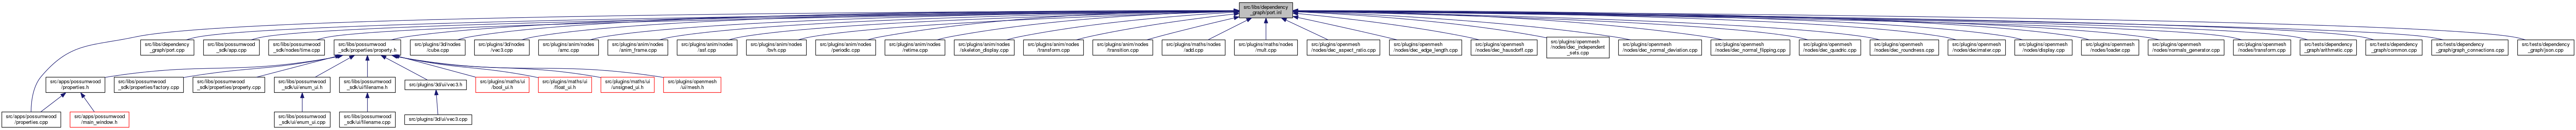 src/libs/dependency
_graph/port.inl
src/libs/dependency
_graph/port.cpp
src/libs/possumwood
_sdk/app.cpp
src/libs/possumwood
_sdk/nodes/time.cpp
src/libs/possumwood
_sdk/properties/property.h
src/plugins/3d/nodes
/cube.cpp
src/plugins/3d/nodes
/vec3.cpp
src/plugins/anim/nodes
/amc.cpp
src/plugins/anim/nodes
/anim_frame.cpp
src/plugins/anim/nodes
/asf.cpp
src/plugins/anim/nodes
/bvh.cpp
src/plugins/anim/nodes
/periodic.cpp
src/plugins/anim/nodes
/retime.cpp
src/plugins/anim/nodes
/skeleton_display.cpp
src/plugins/anim/nodes
/transform.cpp
src/plugins/anim/nodes
/transition.cpp
src/plugins/maths/nodes
/add.cpp
src/plugins/maths/nodes
/mult.cpp
src/plugins/openmesh
/nodes/dec_aspect_ratio.cpp
src/plugins/openmesh
/nodes/dec_edge_length.cpp
src/plugins/openmesh
/nodes/dec_hausdorff.cpp
src/plugins/openmesh
/nodes/dec_independent
_sets.cpp
src/plugins/openmesh
/nodes/dec_normal_deviation.cpp
src/plugins/openmesh
/nodes/dec_normal_flipping.cpp
src/plugins/openmesh
/nodes/dec_quadric.cpp
src/plugins/openmesh
/nodes/dec_roundness.cpp
src/plugins/openmesh
/nodes/decimator.cpp
src/plugins/openmesh
/nodes/display.cpp
src/plugins/openmesh
/nodes/loader.cpp
src/plugins/openmesh
/nodes/normals_generator.cpp
src/plugins/openmesh
/nodes/transform.cpp
src/tests/dependency
_graph/arithmetic.cpp
src/tests/dependency
_graph/common.cpp
src/tests/dependency
_graph/graph_connections.cpp
src/tests/dependency
_graph/json.cpp
src/apps/possumwood
/properties.h
src/libs/possumwood
_sdk/properties/factory.cpp
src/libs/possumwood
_sdk/properties/property.cpp
src/libs/possumwood
_sdk/ui/enum_ui.h
src/libs/possumwood
_sdk/ui/filename.h
src/plugins/3d/ui/vec3.h
src/plugins/maths/ui
/bool_ui.h
src/plugins/maths/ui
/float_ui.h
src/plugins/maths/ui
/unsigned_ui.h
src/plugins/openmesh
/ui/mesh.h
src/apps/possumwood
/properties.cpp
src/apps/possumwood
/main_window.h
src/libs/possumwood
_sdk/ui/enum_ui.cpp
src/libs/possumwood
_sdk/ui/filename.cpp
src/plugins/3d/ui/vec3.cpp